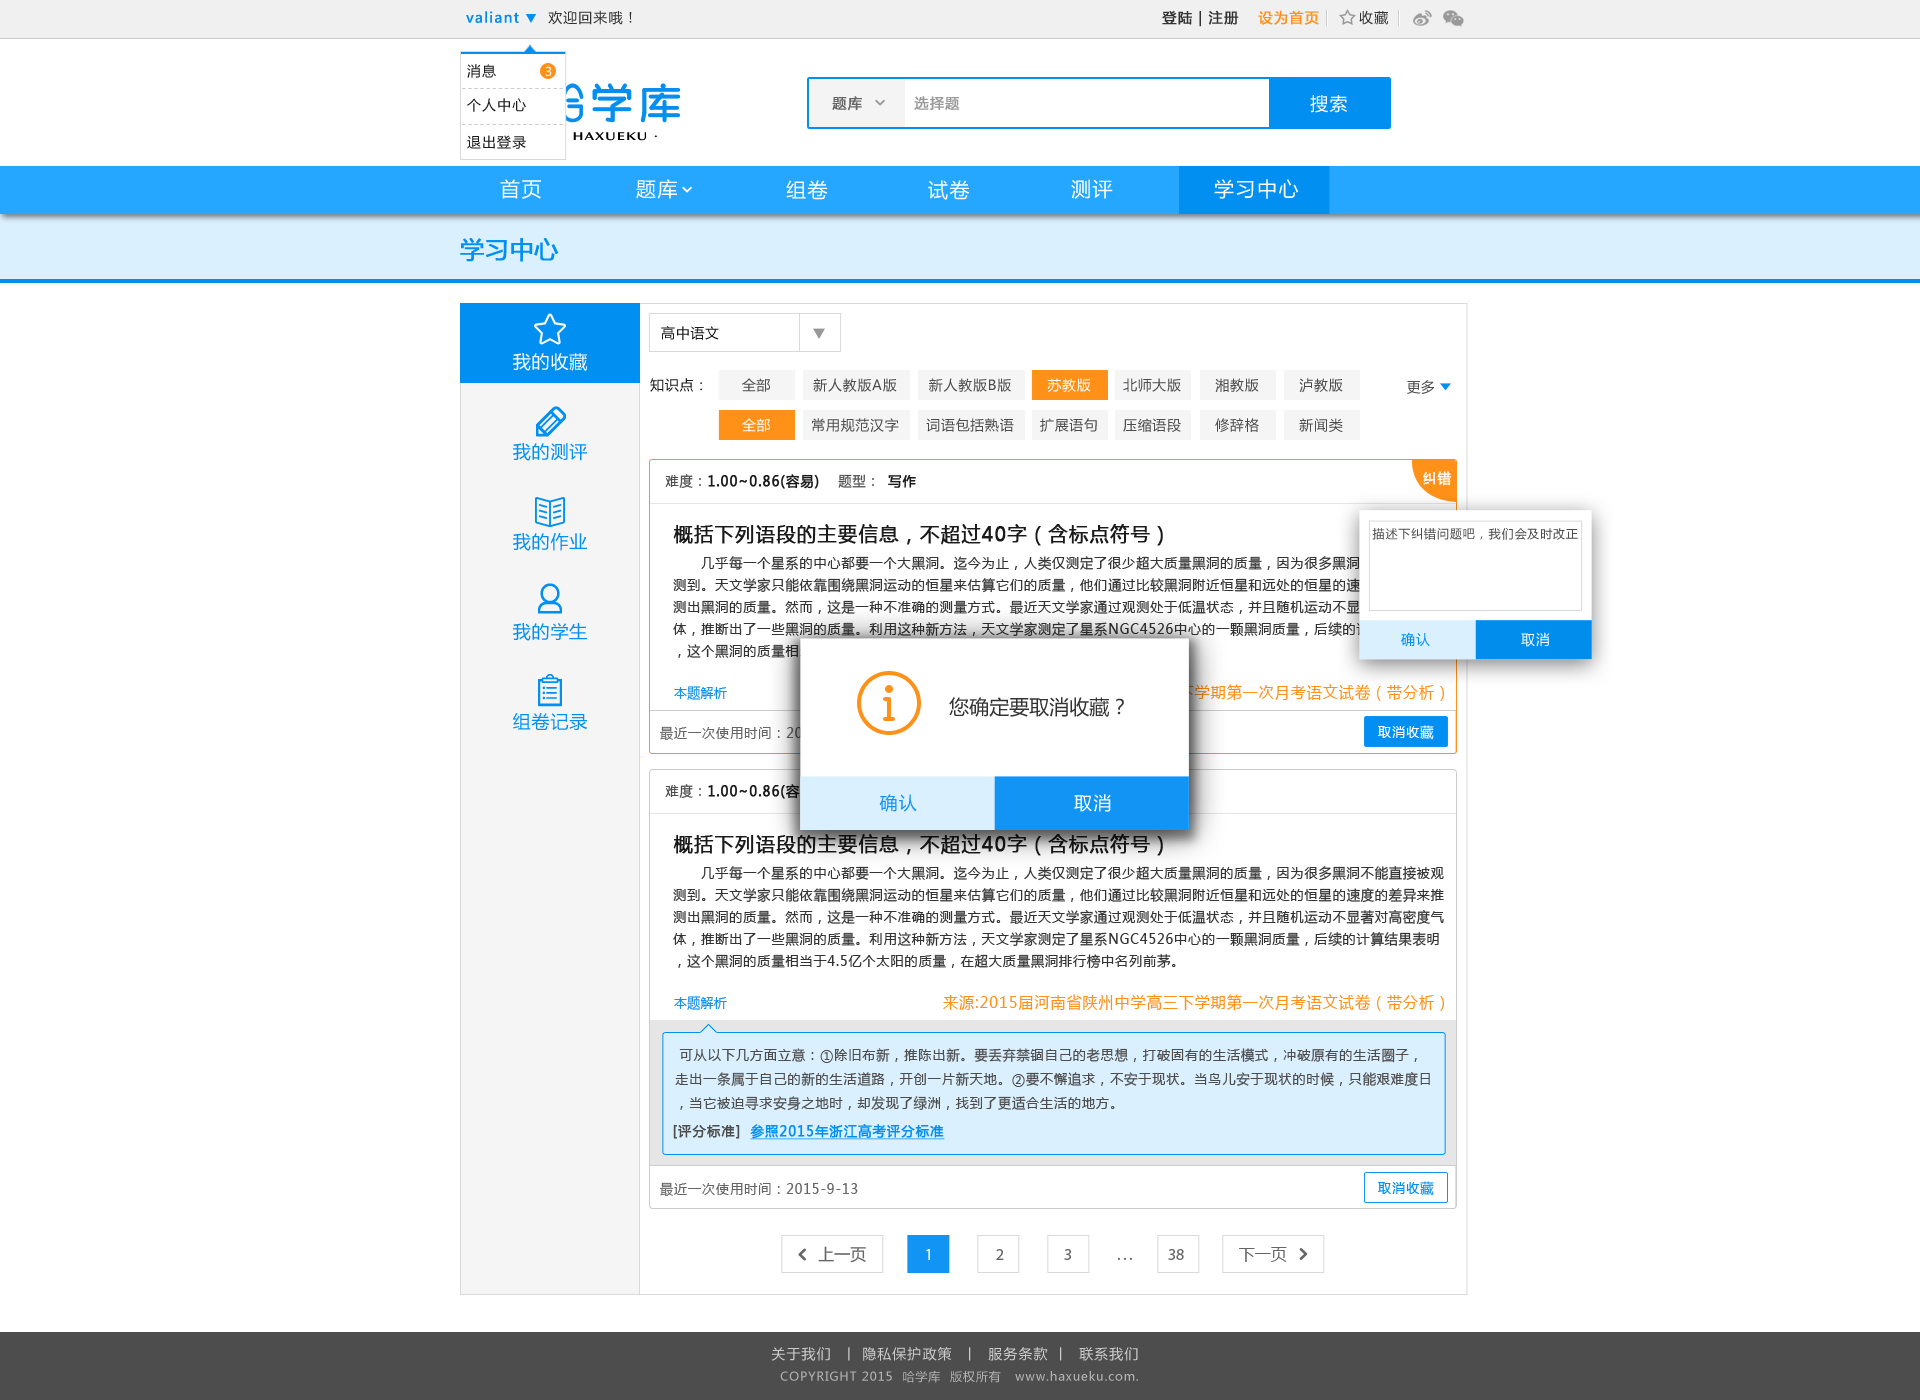 valiant ▼ 欢迎回来哦！
登陆 | 注册 设为首页 收藏
消息 3
个人中心
退出登录
学库
HAXUEKU ·
题库 选择题 搜索
首页 题库 组卷 试卷 测评 学习中心
学习中心
我的收藏
我的测评
我的作业
我的学生
组卷记录
高中语文
知识点： 全部 新人教版A版 新人教版B版 苏教版 北师大版 湘教版 泸教版 更多
全部 常用规范汉字 词语包括熟语 扩展语句 压缩语段 修辞格 新闻类
难度：1.00~0.86(容易) 题型： 写作 纠错
概括下列语段的主要信息，不超过40字（含标点符号）
几乎每一个星系的中心都要一个大黑洞。迄今为止，人类仅测定了很少超大质量黑洞的质量，因为很多黑洞
测到。天文学家只能依靠围绕黑洞运动的恒星来估算它们的质量，他们通过比较黑洞附近恒星和远处的恒星的速
测出黑洞的质量。然而，这是一种不准确的测量方式。最近天文学家通过观测处于低温状态，并且随机运动不显
体，推断出了一些黑洞的质量。利用这种新方法，天文学家测定了星系NGC4526中心的一颗黑洞质量，后续的
，这个黑洞的质量相
本题解析 下学期第一次月考语文试卷（带分析）
最近一次使用时间：20 取消收藏
描述下纠错问题吧，我们会及时改正
确认 取消
您确定要取消收藏？
确认 取消
难度：1.00~0.86(容
概括下列语段的主要信息，不超过40字（含标点符号）
几乎每一个星系的中心都要一个大黑洞。迄今为止，人类仅测定了很少超大质量黑洞的质量，因为很多黑洞不能直接被观
测到。天文学家只能依靠围绕黑洞运动的恒星来估算它们的质量，他们通过比较黑洞附近恒星和远处的恒星的速度的差异来推
测出黑洞的质量。然而，这是一种不准确的测量方式。最近天文学家通过观测处于低温状态，并且随机运动不显著对高密度气
体，推断出了一些黑洞的质量。利用这种新方法，天文学家测定了星系NGC4526中心的一颗黑洞质量，后续的计算结果表明
，这个黑洞的质量相当于4.5亿个太阳的质量，在超大质量黑洞排行榜中名列前茅。
本题解析 来源:2015届河南省陕州中学高三下学期第一次月考语文试卷（带分析）
可从以下几方面立意：①除旧布新，推陈出新。要丢弃禁锢自己的老思想，打破固有的生活模式，冲破原有的生活圈子，
走出一条属于自己的新的生活道路，开创一片新天地。②要不懈追求，不安于现状。当鸟儿安于现状的时候，只能艰难度日
，当它被迫寻求安身之地时，却发现了绿洲，找到了更适合生活的地方。
[评分标准] 参照2015年浙江高考评分标准
最近一次使用时间：2015-9-13 取消收藏
上一页 1 2 3 ... 38 下一页
关于我们 | 隐私保护政策 | 服务条款 | 联系我们
COPYRIGHT 2015 哈学库 版权所有 www.haxueku.com.